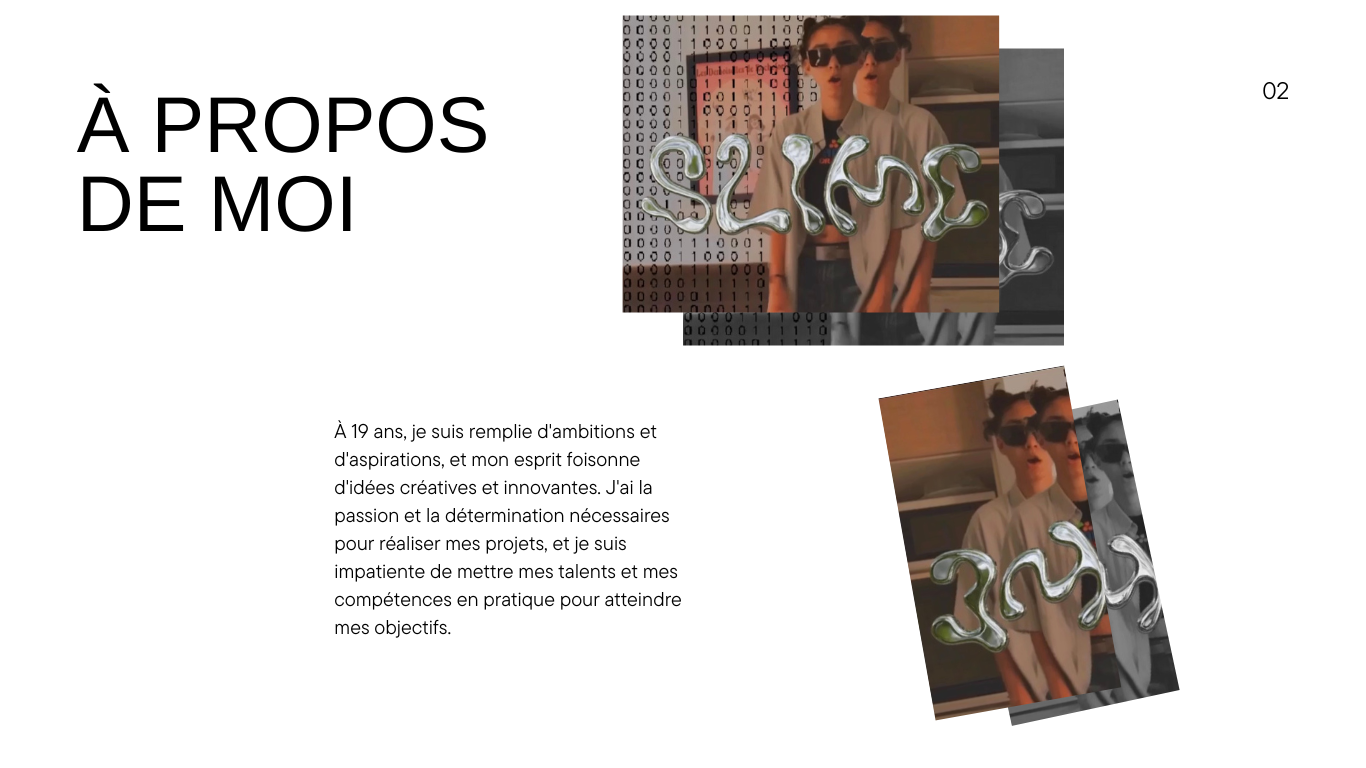 À PROPOS
DE MOI
02
SLIME
À 19 ans, je suis remplie d'ambitions et
d'aspirations, et mon esprit foisonne
d'idées créatives et innovantes. J'ai la
passion et la détermination nécessaires
pour réaliser mes projets, et je suis
impatiente de mettre mes talents et mes
compétences en pratique pour atteindre
mes objectifs.